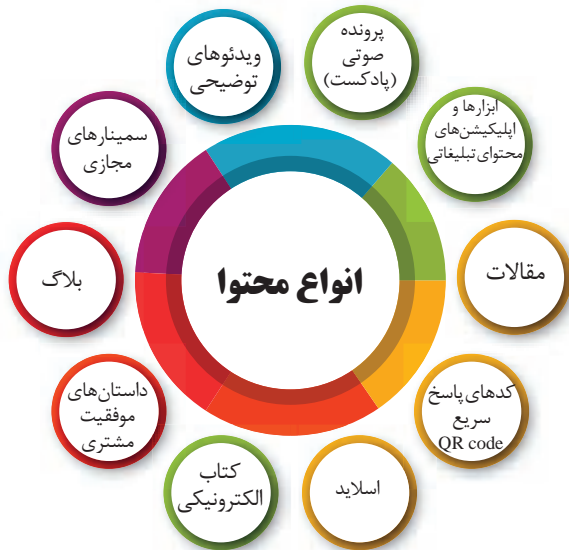 انواع محتوا
پرونده
صوتی
(پادکست)
ابزارها و
اپلیکیشن‌های
محتوای تبلیغاتی
مقالات
کدهای پاسخ
سریع
QR code
اسلاید
کتاب
الکترونیکی
داستان‌های
موفقیت
مشتری
بلاگ
سمینارهای
مجازی
ویدئوهای
توضیحی